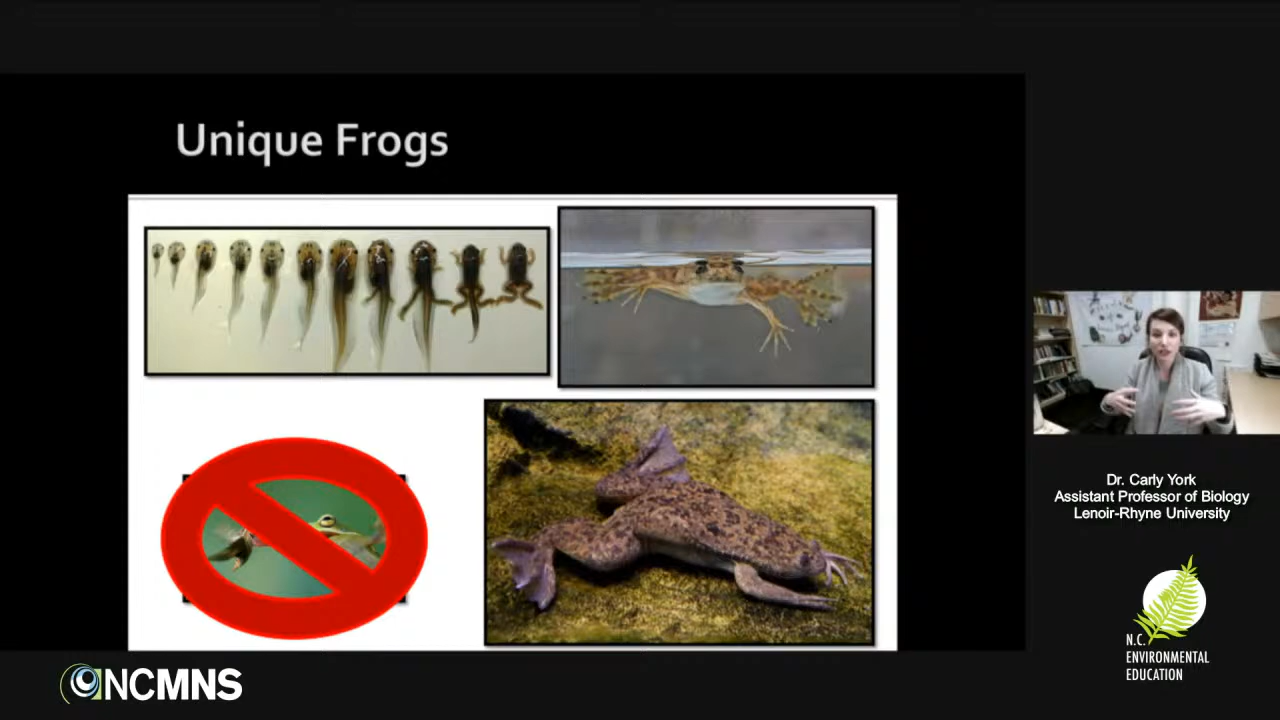 Unique Frogs
Dr. Carly York
Assistant Professor of Biology
Lenoir-Rhyne University
N.C.
ENVIRONMENTAL
EDUCATION
NCMNS